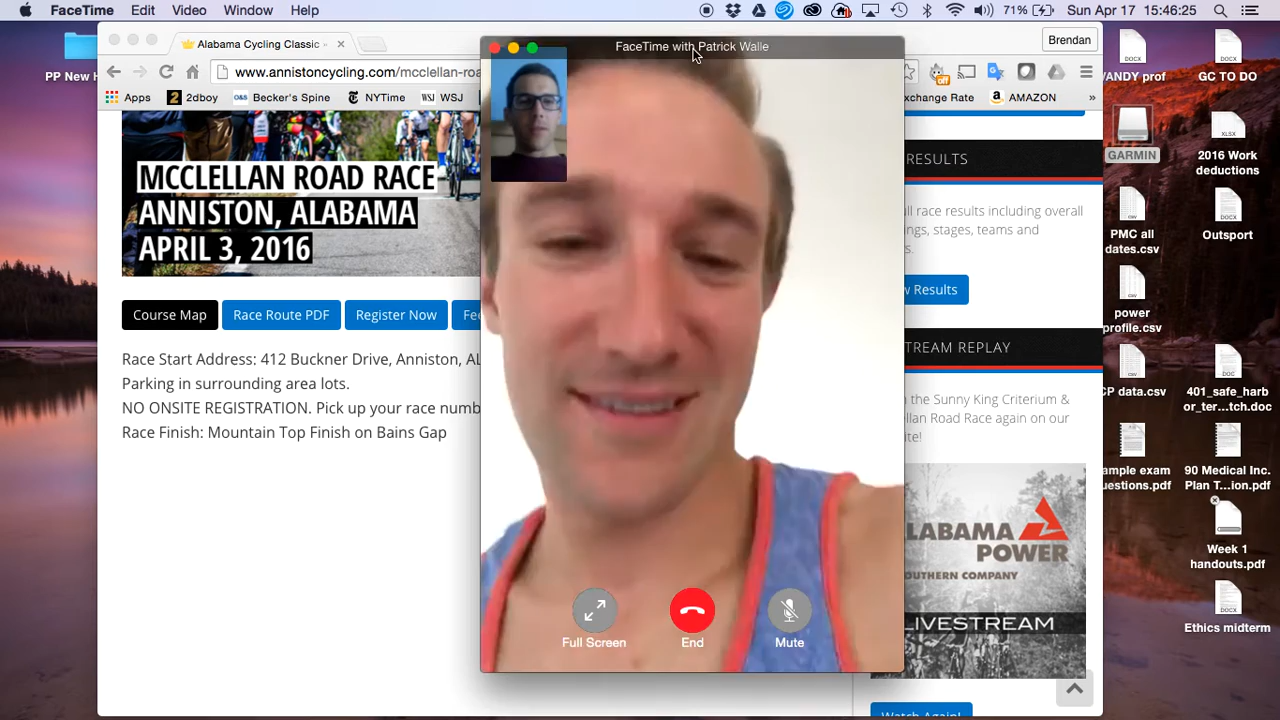 FaceTime Edit Video Window Help
71% Sun Apr 17 15:46:25
Alabama Cycling Classic
Brendan
www.annistoncycling.com/mcclellan-roa
off
Apps 2dboy Becker's Spine NYTimes WSJ AMAZON »
xchange Rate
FaceTime with Patrick Walle
MCCLELLAN ROAD RACE
ANNISTON, ALABAMA
APRIL 3, 2016
Course Map Race Route PDF Register Now Fe
Race Start Address: 412 Buckner Drive, Anniston, AL
Parking in surrounding area lots.
NO ONSITE REGISTRATION. Pick up your race numb
Race Finish: Mountain Top Finish on Bains Gap
Full Screen End Mute
RESULTS
ull race results including overall
ngs, stages, teams and
s.
w Results
TREAM REPLAY
n the Sunny King Criterium &
llan Road Race again on our
ite!
LABAMA
POWER
OUTHERN COMPANY
LIVESTREAM
Watch Again!
PP New H
VANDY prof
GC TO DO
GARMIN
2016 Work
deductions
PMC all
dates.csv
Outsport
power
profile.csv
CP data.csv
401_safe_harb
or_ter...tch.doc
ample exam
uestions.pdf
90 Medical Inc.
Plan T...ion.pdf
Week 1
handouts.pdf
Ethics midterm